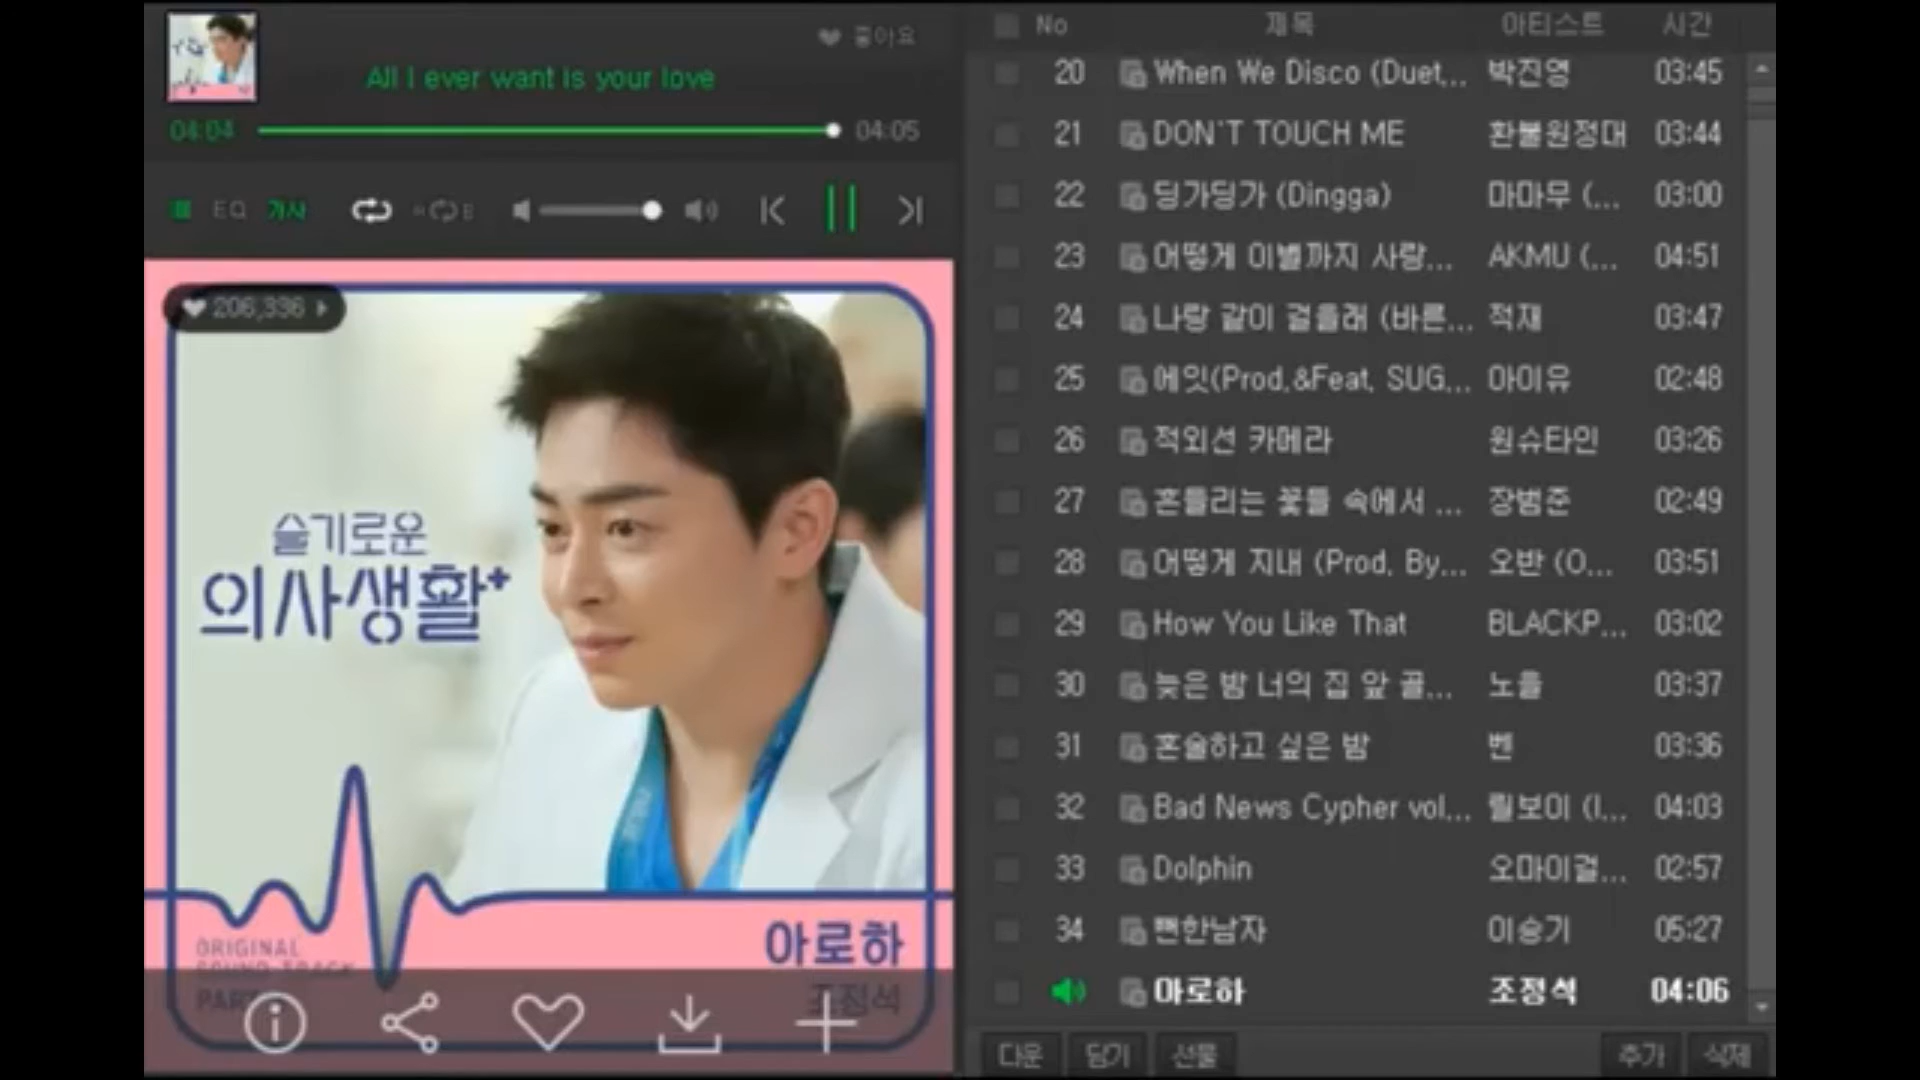 좋아요
All I ever want is your love
04:04 04:05
EQ 가사
206,336
슬기로운
의사생활+
ORIGINAL
SOUND TRACK
PART
아로하
조정석
No 제목 아티스트 시간
20 When We Disco (Duet... 박진영 03:45
21 DON'T TOUCH ME 환불원정대 03:44
22 딩가딩가 (Dingga) 마마무 (... 03:00
23 어떻게 이별까지 사랑... AKMU (... 04:51
24 나랑 같이 걸을래 (바른... 적재 03:47
25 에잇(Prod.&Feat. SUG... 아이유 02:48
26 적외선 카메라 원슈타인 03:26
27 흔들리는 꽃들 속에서 ... 장범준 02:49
28 어떻게 지내 (Prod. By... 오반 (O... 03:51
29 How You Like That BLACKP... 03:02
30 늦은 밤 너의 집 앞 골... 노을 03:37
31 혼술하고 싶은 밤 벤 03:36
32 Bad News Cypher vol... 릴보이 (l... 04:03
33 Dolphin 오마이걸... 02:57
34 뻔한남자 이승기 05:27
아로하 조정석 04:06
다운 담기 선물 추가 삭제